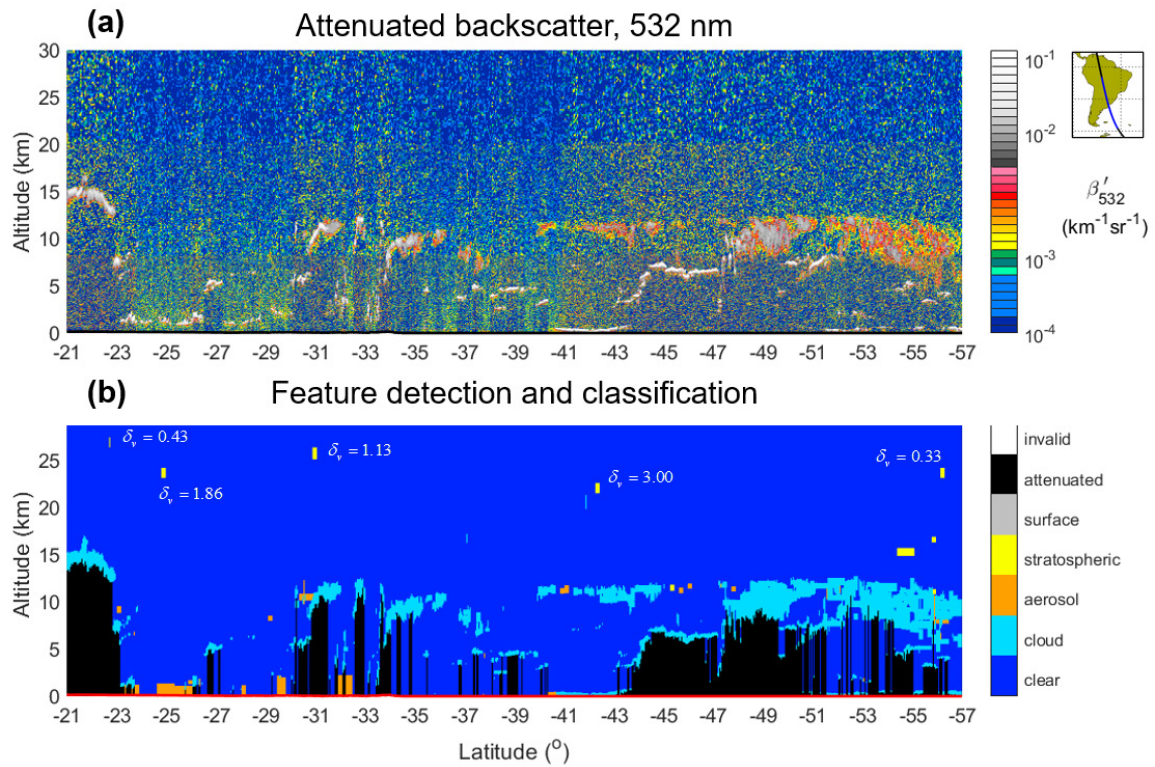 (a) Attenuated backscatter, 532 nm
30
25
20
15
10
5
0
Altitude (km)
-21 -23 -25 -27 -29 -31 -33 -35 -37 -39 -41 -43 -45 -47 -49 -51 -53 -55 -57
10⁻¹
10⁻²
10⁻³
10⁻⁴
β′₅₃₂
(km⁻¹sr⁻¹)
(b) Feature detection and classification
25
20
15
10
5
0
Altitude (km)
δᵥ = 0.43
δᵥ = 1.86
δᵥ = 1.13
δᵥ = 3.00
δᵥ = 0.33
-21 -23 -25 -27 -29 -31 -33 -35 -37 -39 -41 -43 -45 -47 -49 -51 -53 -55 -57
Latitude (°)
invalid
attenuated
surface
stratospheric
aerosol
cloud
clear